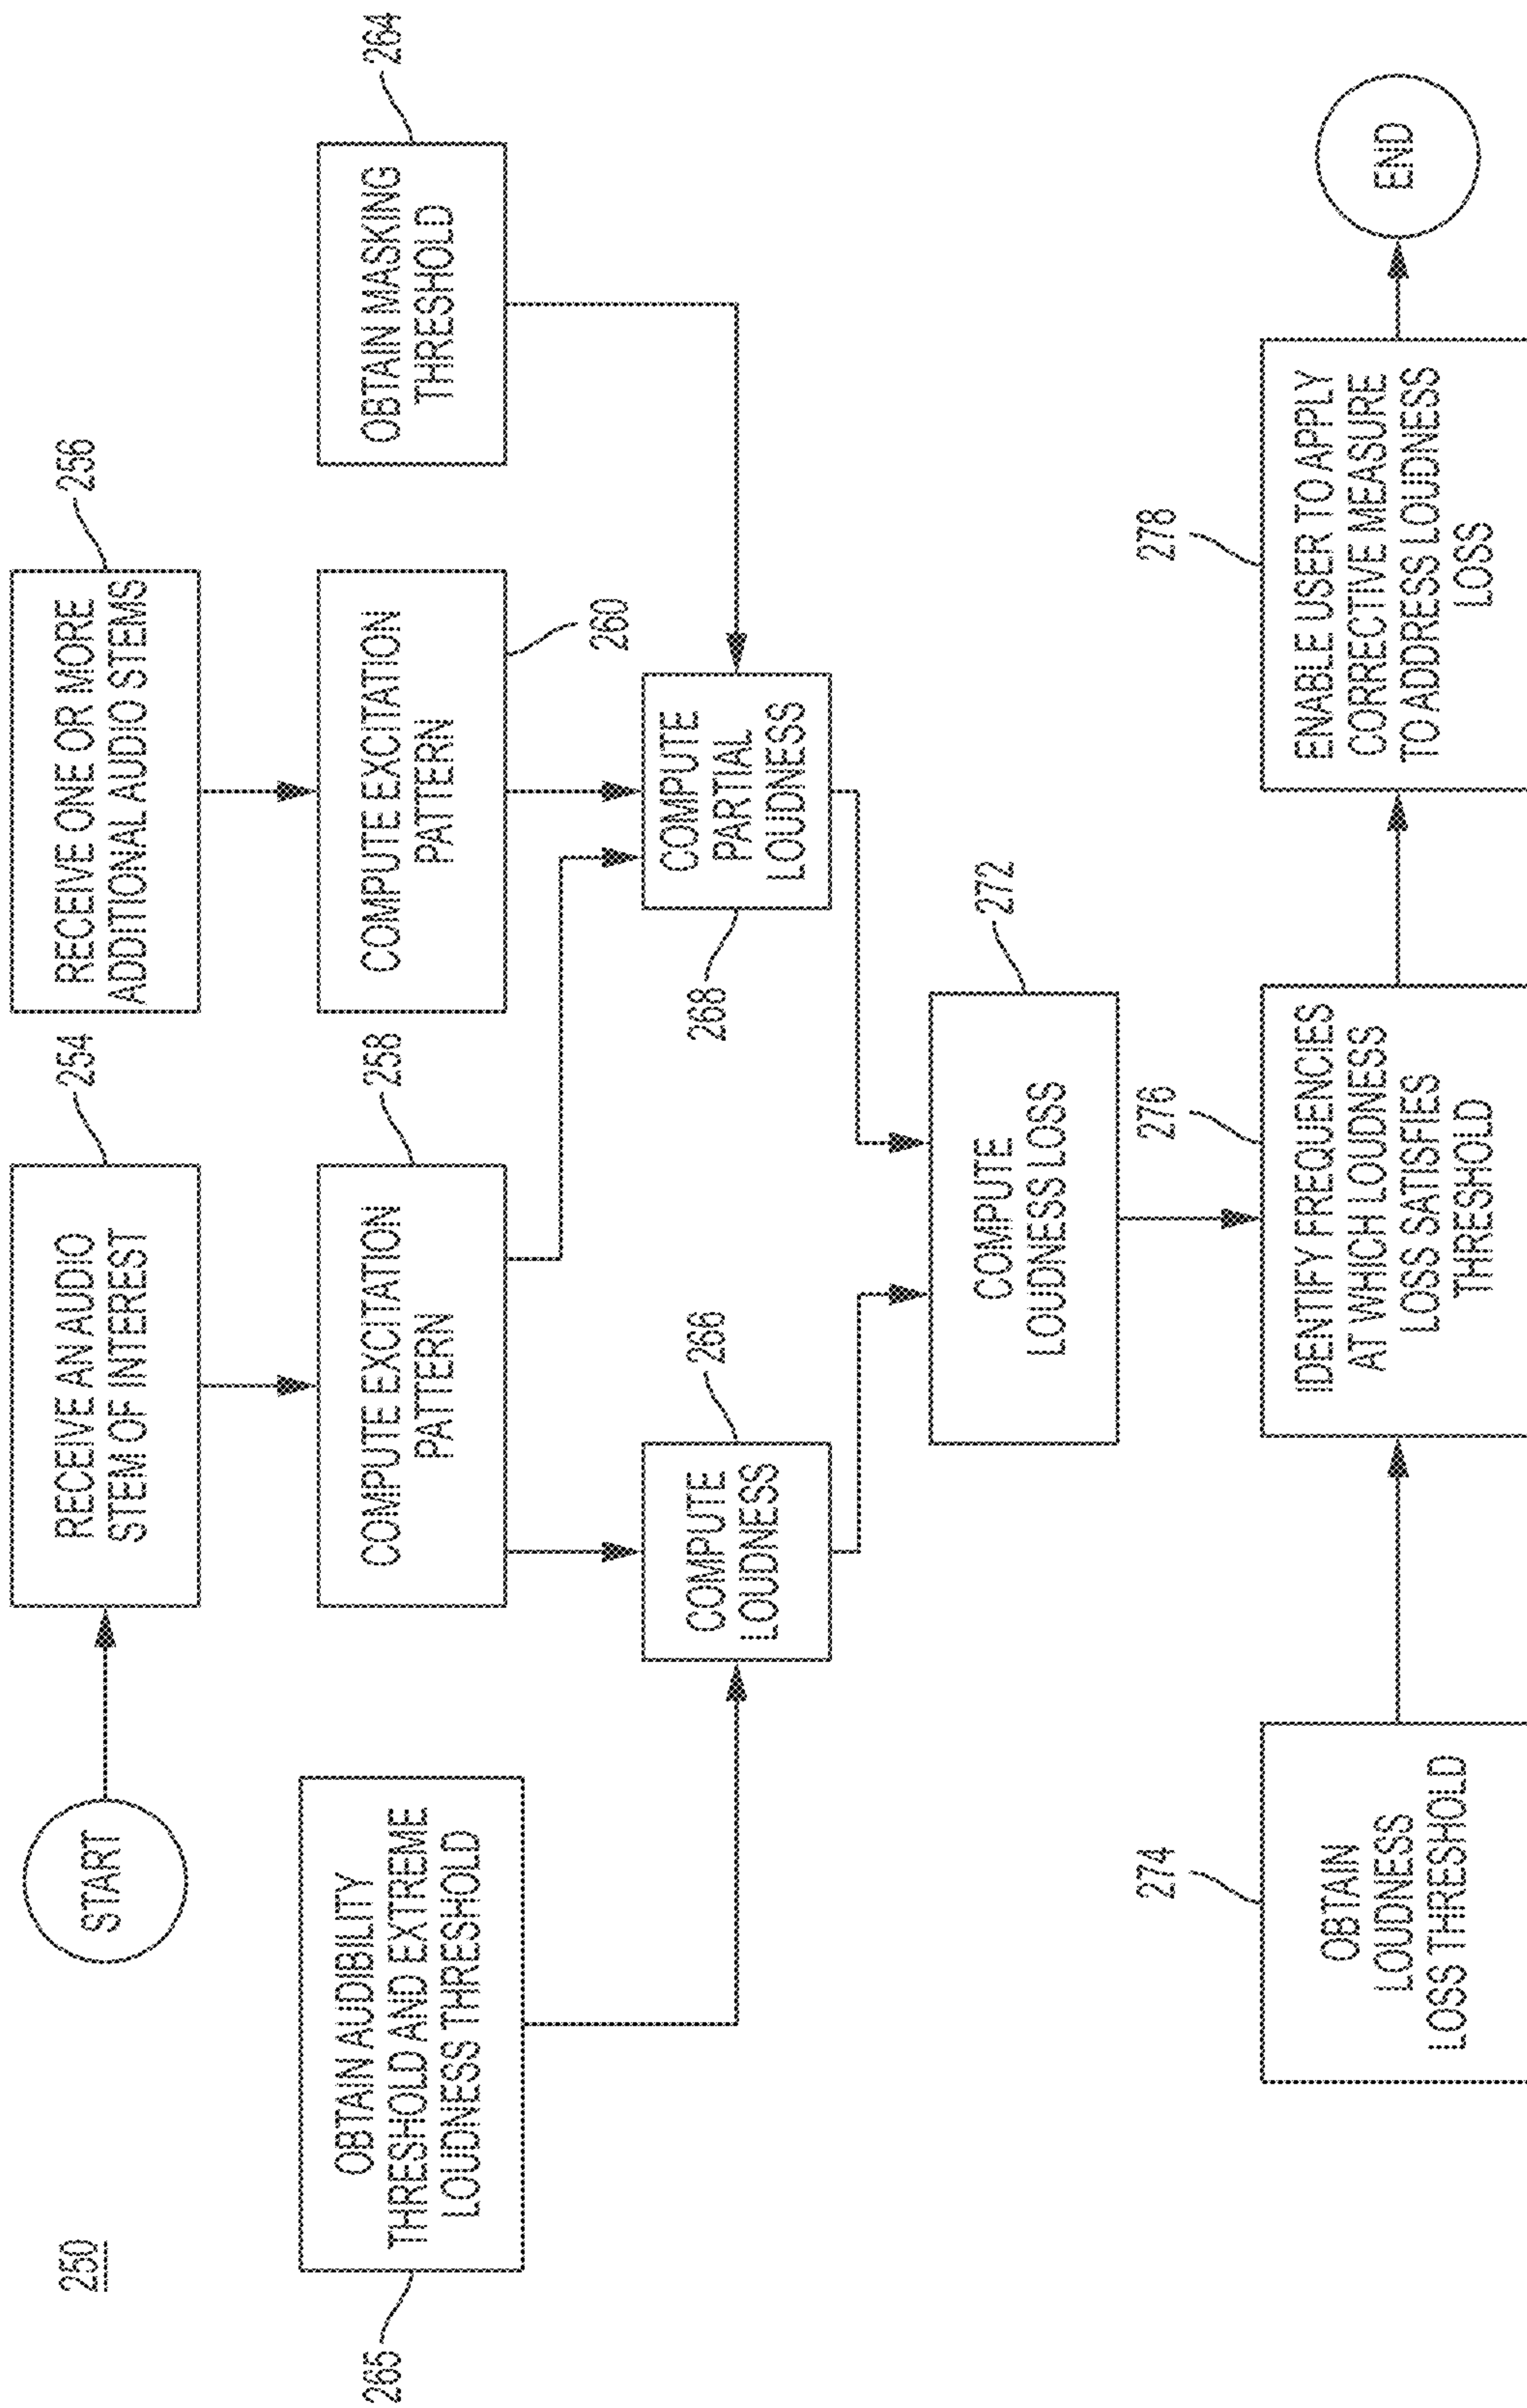 250
START
RECEIVE AN AUDIO
STEM OF INTEREST
254
RECEIVE ONE OR MORE
ADDITIONAL AUDIO STEMS
256
265
OBTAIN AUDIBILITY
THRESHOLD AND EXTREME
LOUDNESS THRESHOLD
COMPUTE EXCITATION
PATTERN
258
COMPUTE EXCITATION
PATTERN
260
OBTAIN MASKING
THRESHOLD
264
COMPUTE
LOUDNESS
266
268
COMPUTE
PARTIAL
LOUDNESS
COMPUTE
LOUDNESS LOSS
272
274
OBTAIN
LOUDNESS
LOSS THRESHOLD
276
IDENTIFY FREQUENCIES
AT WHICH LOUDNESS
LOSS SATISFIES
THRESHOLD
278
ENABLE USER TO APPLY
CORRECTIVE MEASURE
TO ADDRESS LOUDNESS
LOSS
END